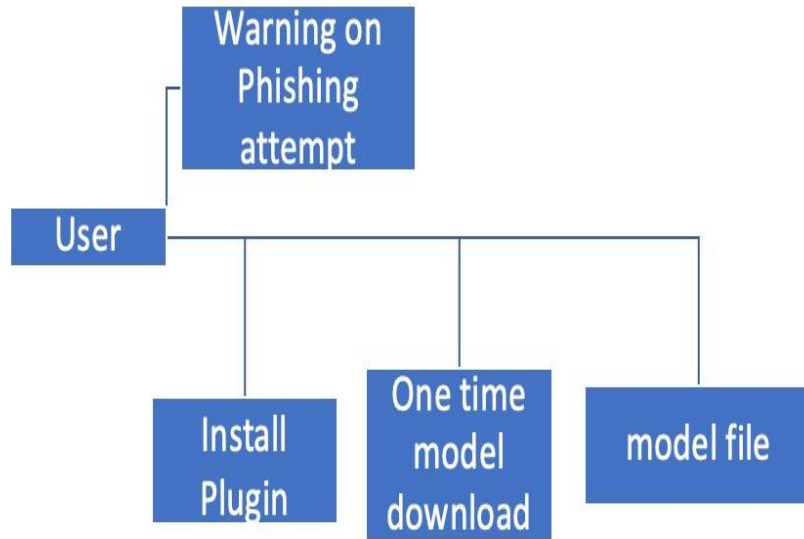 Warning on
Phishing
attempt
User
Install
Plugin
One time
model
download
model file